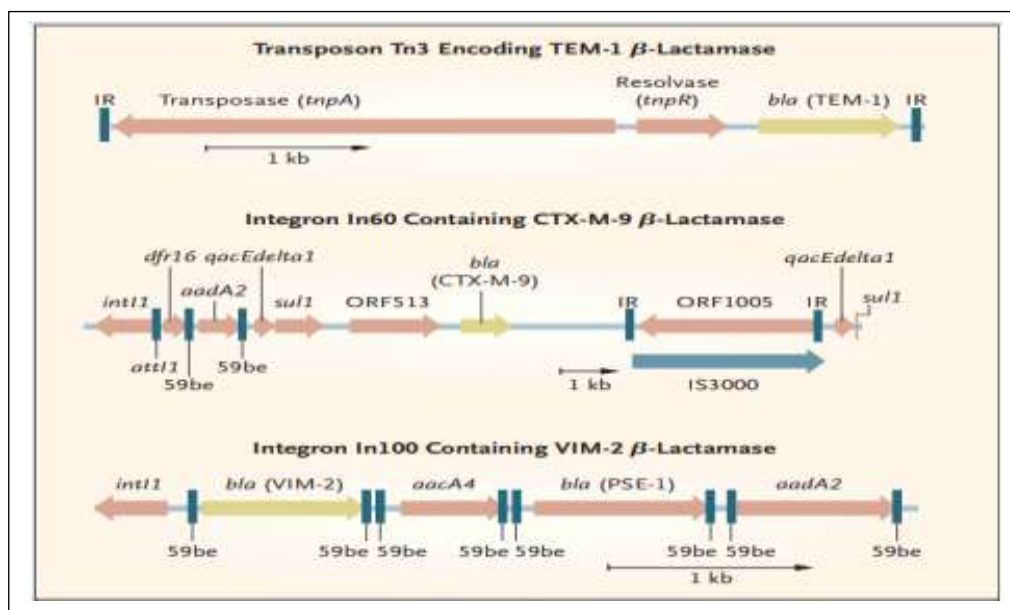 Transposon Tn3 Encoding TEM-1 β-Lactamase
IR Transposase (tnpA) Resolvase (tnpR) bla (TEM-1) IR
1 kb
Integron In60 Containing CTX-M-9 β-Lactamase
dfr16 qacEdelta1 bla (CTX-M-9) qacEdelta1
intI1 aadA2 sul1 ORF513 IR ORF1005 IR sul1
attI1 59be 59be 1 kb IS3000
Integron In100 Containing VIM-2 β-Lactamase
intI1 bla (VIM-2) aacA4 bla (PSE-1) aadA2
59be 59be 59be 59be 59be 59be 59be 59be
1 kb